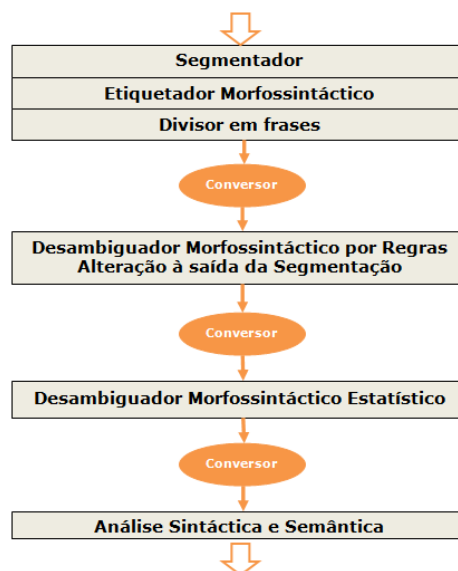 Segmentador
Etiquetador Morfossintáctico
Divisor em frases
Conversor
Desambiguador Morfossintáctico por Regras
Alteração à saída da Segmentação
Conversor
Desambiguador Morfossintáctico Estatístico
Conversor
Análise Sintáctica e Semântica